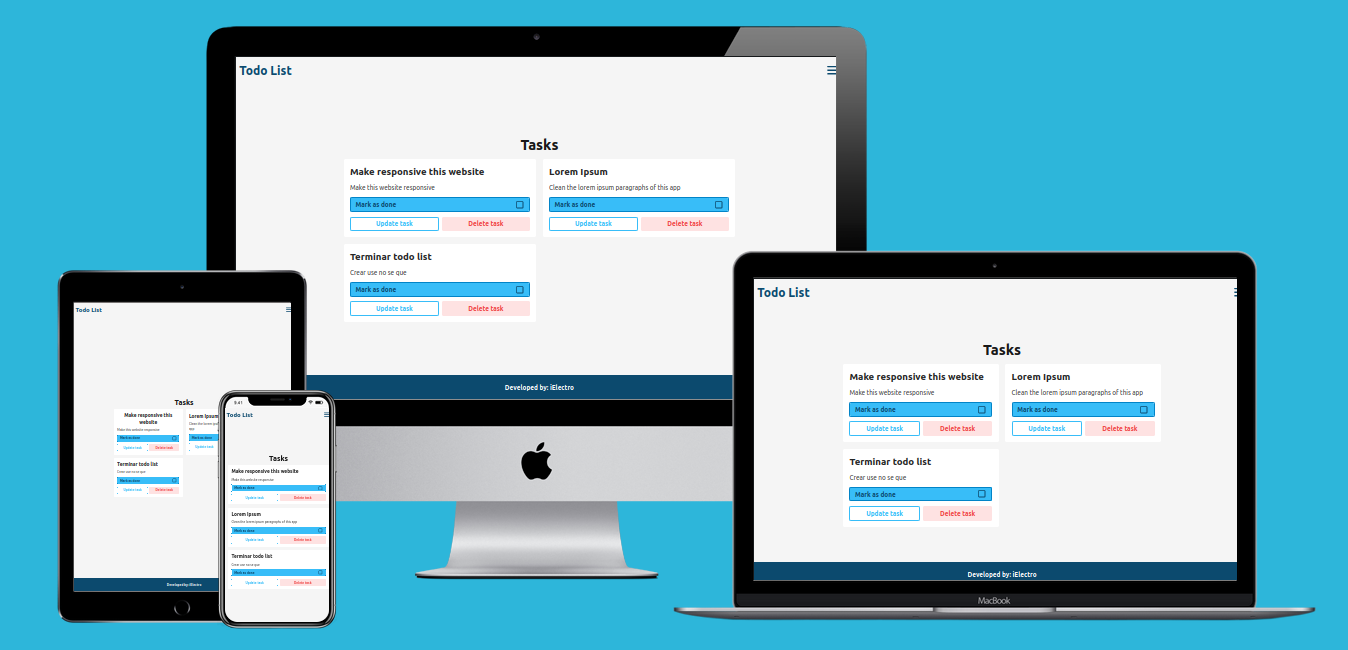 Todo List
Tasks
Make responsive this website
Make this website responsive
Mark as done
Update task
Delete task
Lorem Ipsum
Clean the lorem ipsum paragraphs of this app
Mark as done
Update task
Delete task
Terminar todo list
Crear use no se que
Mark as done
Update task
Delete task
Developed by: iElectro
Todo List
Tasks
Make responsive this
website
Make this website responsive
Mark as done
Update task
Delete task
Lorem Ipsum
Clean the lorem ipsum
app
Mark as done
Update task
Terminar todo list
Crear use no se que
Mark as done
Update task
Delete task
Developed by: iElectro
9:41
Todo List
Tasks
Make responsive this website
Make this website responsive
Mark as done
Update task
Delete task
Lorem Ipsum
Clean the lorem ipsum paragraphs of this app
Mark as done
Update task
Delete task
Terminar todo list
Crear use no se que
Mark as done
Update task
Delete task
Todo List
Tasks
Make responsive this website
Make this website responsive
Mark as done
Update task
Delete task
Lorem Ipsum
Clean the lorem ipsum paragraphs of this app
Mark as done
Update task
Delete task
Terminar todo list
Crear use no se que
Mark as done
Update task
Delete task
Developed by: iElectro
MacBook